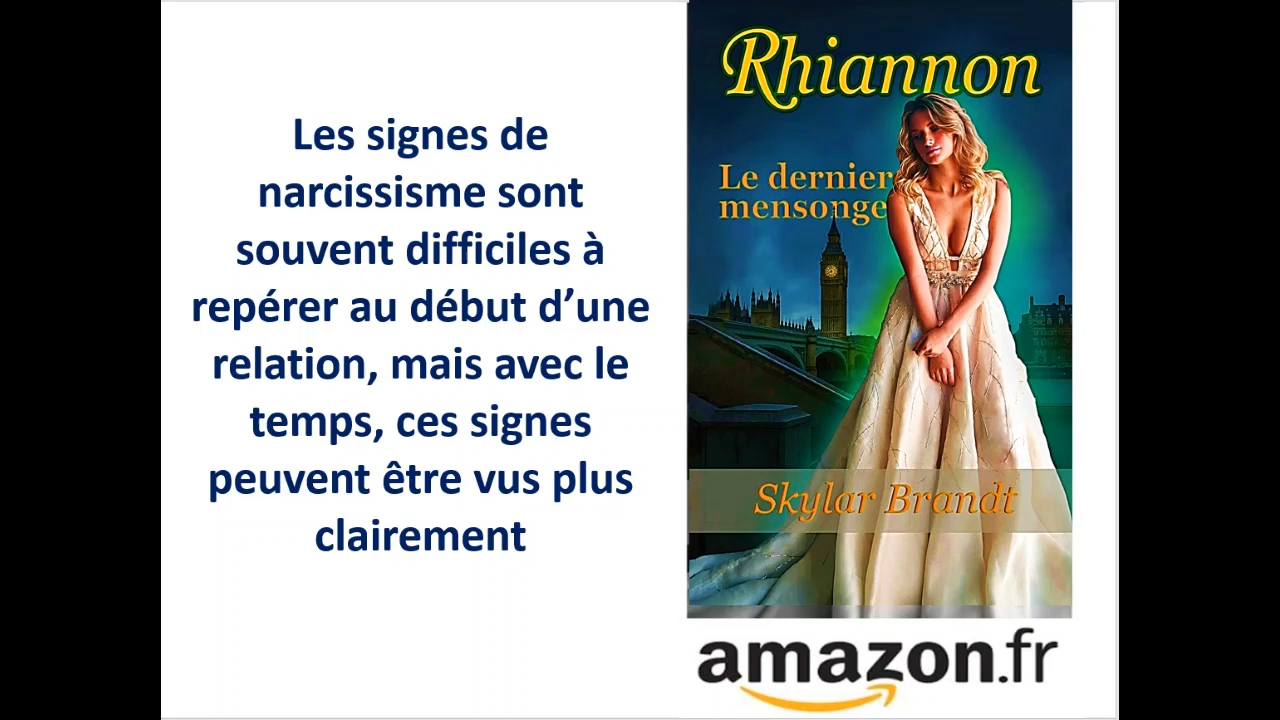 Les signes de
narcissisme sont
souvent difficiles à
repérer au début d’une
relation, mais avec le
temps, ces signes
peuvent être vus plus
clairement
Rhiannon
Le dernier
mensonge
Skylar Brandt
amazon.fr